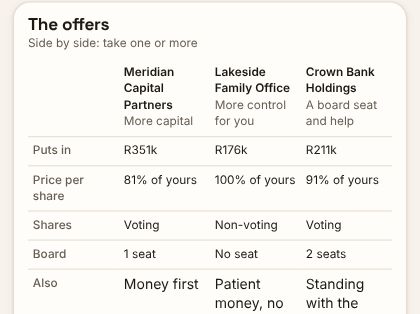 The offers
Side by side: take one or more
Meridian Capital Partners Lakeside Family Office Crown Bank Holdings
More capital More control for you A board seat and help
Puts in R351k R176k R211k
Price per share 81% of yours 100% of yours 91% of yours
Shares Voting Non-voting Voting
Board 1 seat No seat 2 seats
Also Money first Patient money, no Standing with the